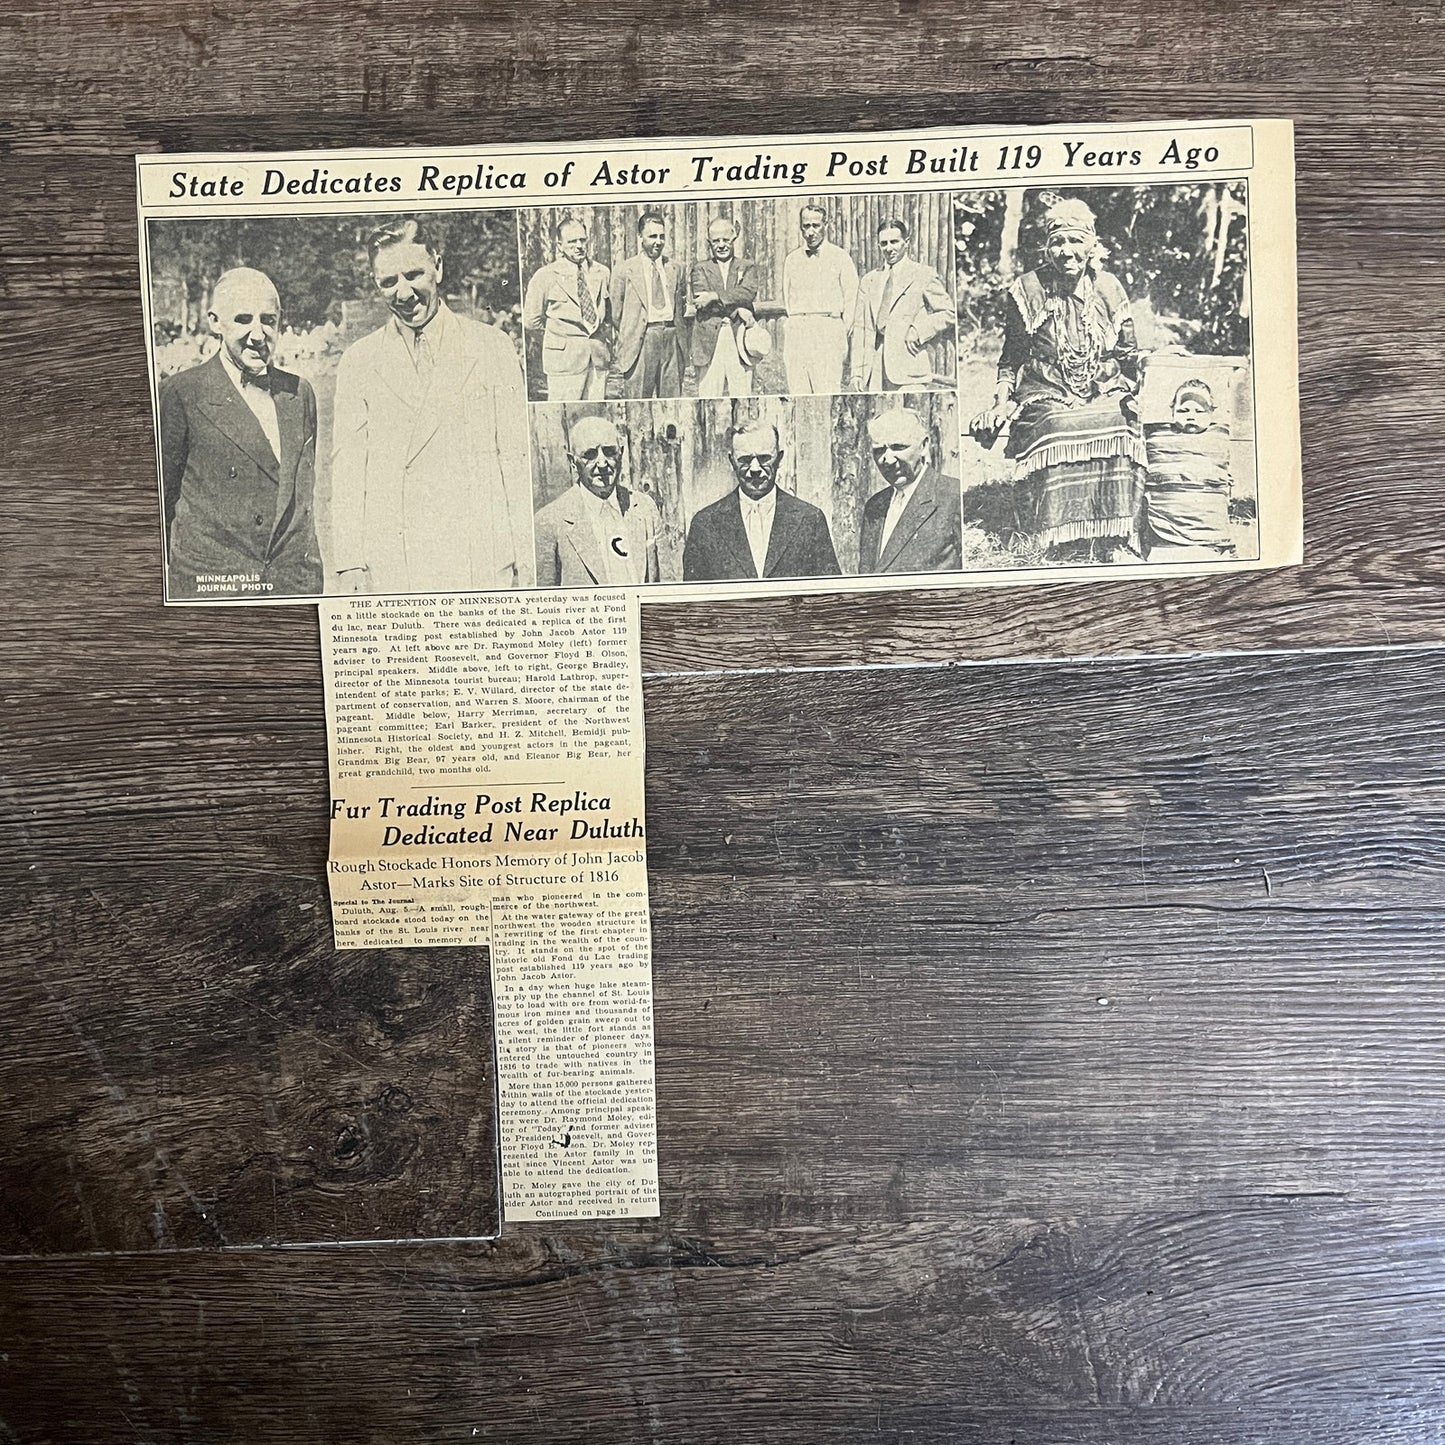 State Dedicates Replica of Astor Trading Post Built 119 Years Ago
MINNEAPOLIS
JOURNAL PHOTO
THE ATTENTION OF MINNESOTA yesterday was focused
on a little stockade on the banks of the St. Louis river at Fond
du lac, near Duluth. There was dedicated a replica of the first
Minnesota trading post established by John Jacob Astor 119
years ago. At left above are Dr. Raymond Moley (left) former
adviser to President Roosevelt, and Governor Floyd B. Olson,
principal speakers. Middle above, left to right, George Bradley,
director of the Minnesota tourist bureau; Harold Lathrop, super-
intendent of state parks; E. V. Willard, director of the state de-
partment of conservation, and Warren S. Moore, chairman of the
pageant. Middle below, Harry Merriman, secretary of the
pageant committee; Earl Barker, president of the Northwest
Minnesota Historical Society, and H. Z. Mitchell, Bemidji pub-
lisher. Right, the oldest and youngest actors in the pageant,
Grandma Big Bear, 97 years old, and Eleanor Big Bear, her
great grandchild, two months old.
Fur Trading Post Replica
Dedicated Near Duluth
Rough Stockade Honors Memory of John Jacob
Astor—Marks Site of Structure of 1816
Special to The Journal
Duluth, Aug. 5.—A small, rough-
board stockade stood today on the
banks of the St. Louis river near
here, dedicated to memory of a
man who pioneered in the com-
merce of the northwest.
At the water gateway of the great
northwest the wooden structure is
a rewriting of the first chapter in
trading in the wealth of the coun-
try. It stands on the spot of the
historic old Fond du Lac trading
post established 119 years ago by
John Jacob Astor.
In a day when huge lake steam-
ers ply up the channel of St. Louis
bay to load with ore from world-fa-
mous iron mines and thousands of
acres of golden grain sweep out to
the west, the little fort stands as
a silent reminder of pioneer days.
Its story is that of pioneers who
entered the untouched country in
1816 to trade with natives in the
wealth of fur-bearing animals.
More than 15,000 persons gathered
within walls of the stockade yester-
day to attend the official dedication
ceremony. Among principal speak-
ers were Dr. Raymond Moley, edi-
tor of "Today" and former adviser
to President Roosevelt, and Gover-
nor Floyd B. Olson. Dr. Moley rep-
resented the Astor family in the
east since Vincent Astor was un-
able to attend the dedication.
Dr. Moley gave the city of Du-
luth an autographed portrait of the
elder Astor and received in return
Continued on page 13